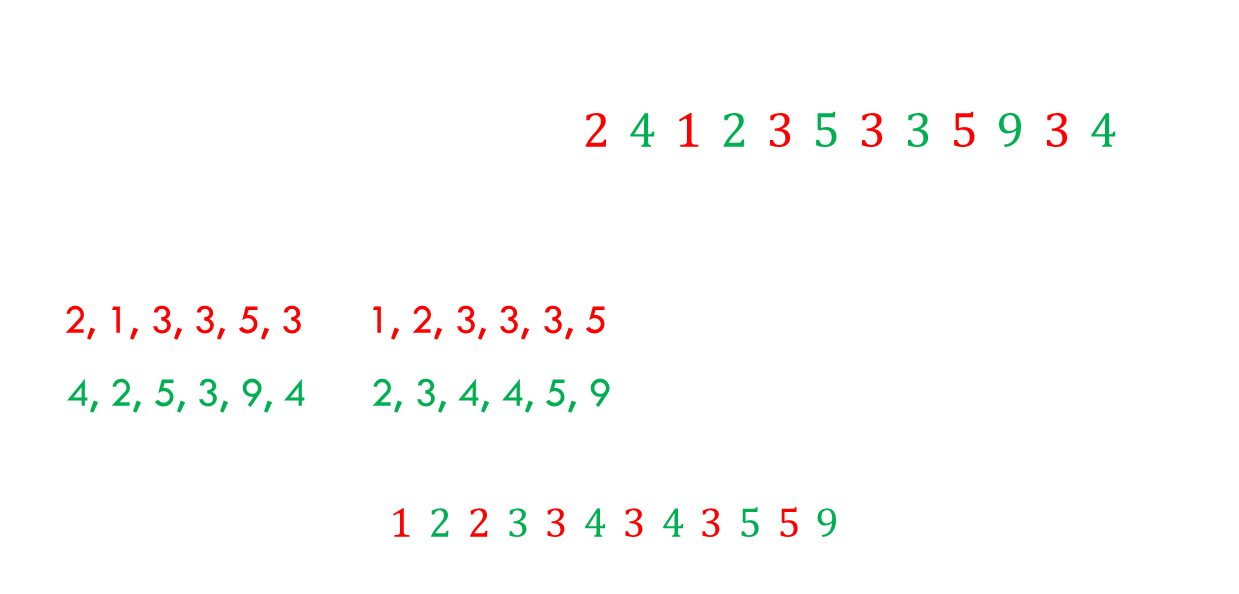 2 4 1 2 3 5 3 3 5 9 3 4
2, 1, 3, 3, 5, 3 1, 2, 3, 3, 3, 5
4, 2, 5, 3, 9, 4 2, 3, 4, 4, 5, 9
1 2 2 3 3 4 3 4 3 5 5 9